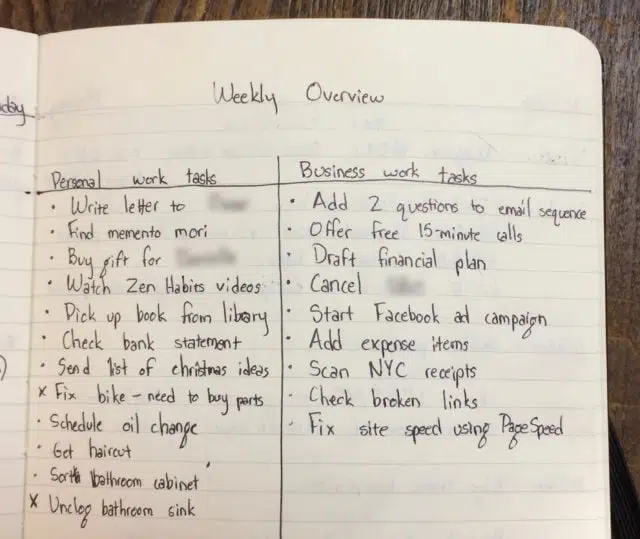 day
Weekly Overview
Personal work tasks
• Write letter to
• Find memento mori
• Buy gift for
• Watch Zen Habits videos
• Pick up book from library
• Check bank statement
• Send list of christmas ideas
x Fix bike – need to buy parts
• Schedule oil change
• Get haircut
• Sort bathroom cabinet
x Unclog bathroom sink
Business work tasks
• Add 2 questions to email sequence
• Offer free 15-minute calls
• Draft financial plan
• Cancel
• Start Facebook ad campaign
• Add expense items
• Scan NYC receipts
• Check broken links
• Fix site speed using PageSpeed